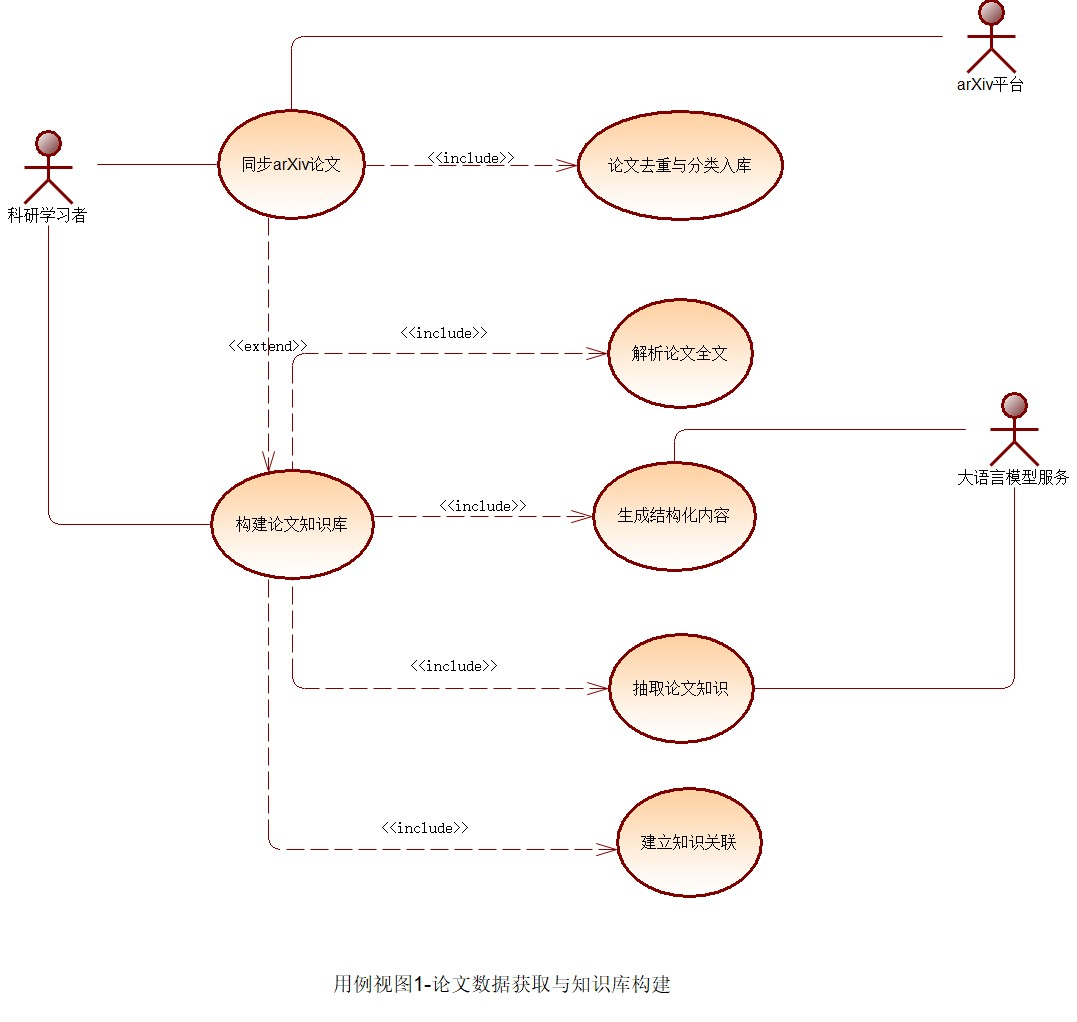 arXiv平台
同步arXiv论文
<<include>>
论文去重与分类入库
科研学习者
<<extend>>
<<include>>
解析论文全文
大语言模型服务
构建论文知识库
<<include>>
生成结构化内容
<<include>>
抽取论文知识
<<include>>
建立知识关联
用例视图1-论文数据获取与知识库构建